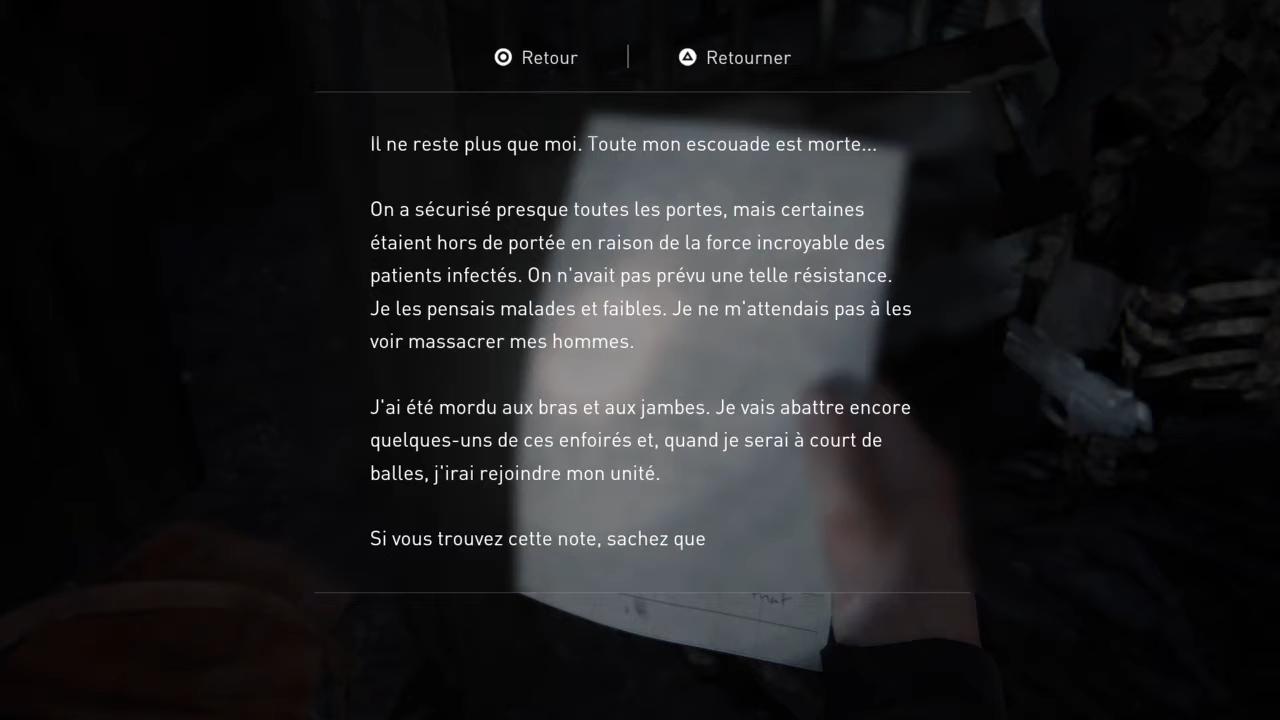 Retour | Retourner
Il ne reste plus que moi. Toute mon escouade est morte...
On a sécurisé presque toutes les portes, mais certaines
étaient hors de portée en raison de la force incroyable des
patients infectés. On n'avait pas prévu une telle résistance.
Je les pensais malades et faibles. Je ne m'attendais pas à les
voir massacrer mes hommes.
J'ai été mordu aux bras et aux jambes. Je vais abattre encore
quelques-uns de ces enfoirés et, quand je serai à court de
balles, j'irai rejoindre mon unité.
Si vous trouvez cette note, sachez que